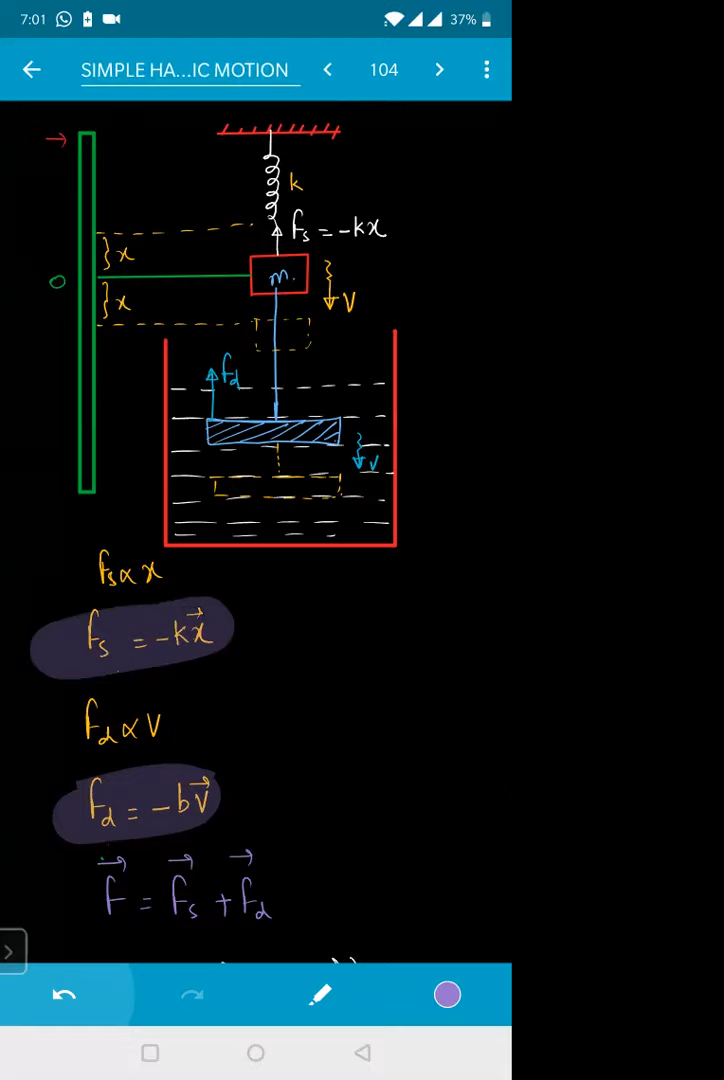 7:01 37%
SIMPLE HA...IC MOTION 104
k
Fs = -kx
x
0
m.
x
V
fd
V
Fs ∝ x
Fs = -kx⃗
Fd ∝ V
Fd = -bV⃗
F⃗ = F⃗s + F⃗d